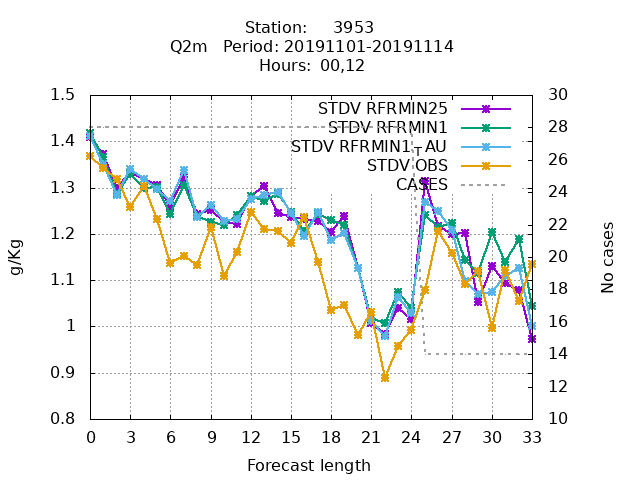 Station: 3953
Q2m Period: 20191101-20191114
Hours: 00,12
STDV RFRMIN25
STDV RFRMIN1
STDV RFRMIN1_AU
STDV OBS
CASES
g/Kg
1.5
1.4
1.3
1.2
1.1
1
0.9
0.8
30
28
26
24
22
20
18
16
14
12
10
No cases
0 3 6 9 12 15 18 21 24 27 30 33
Forecast length